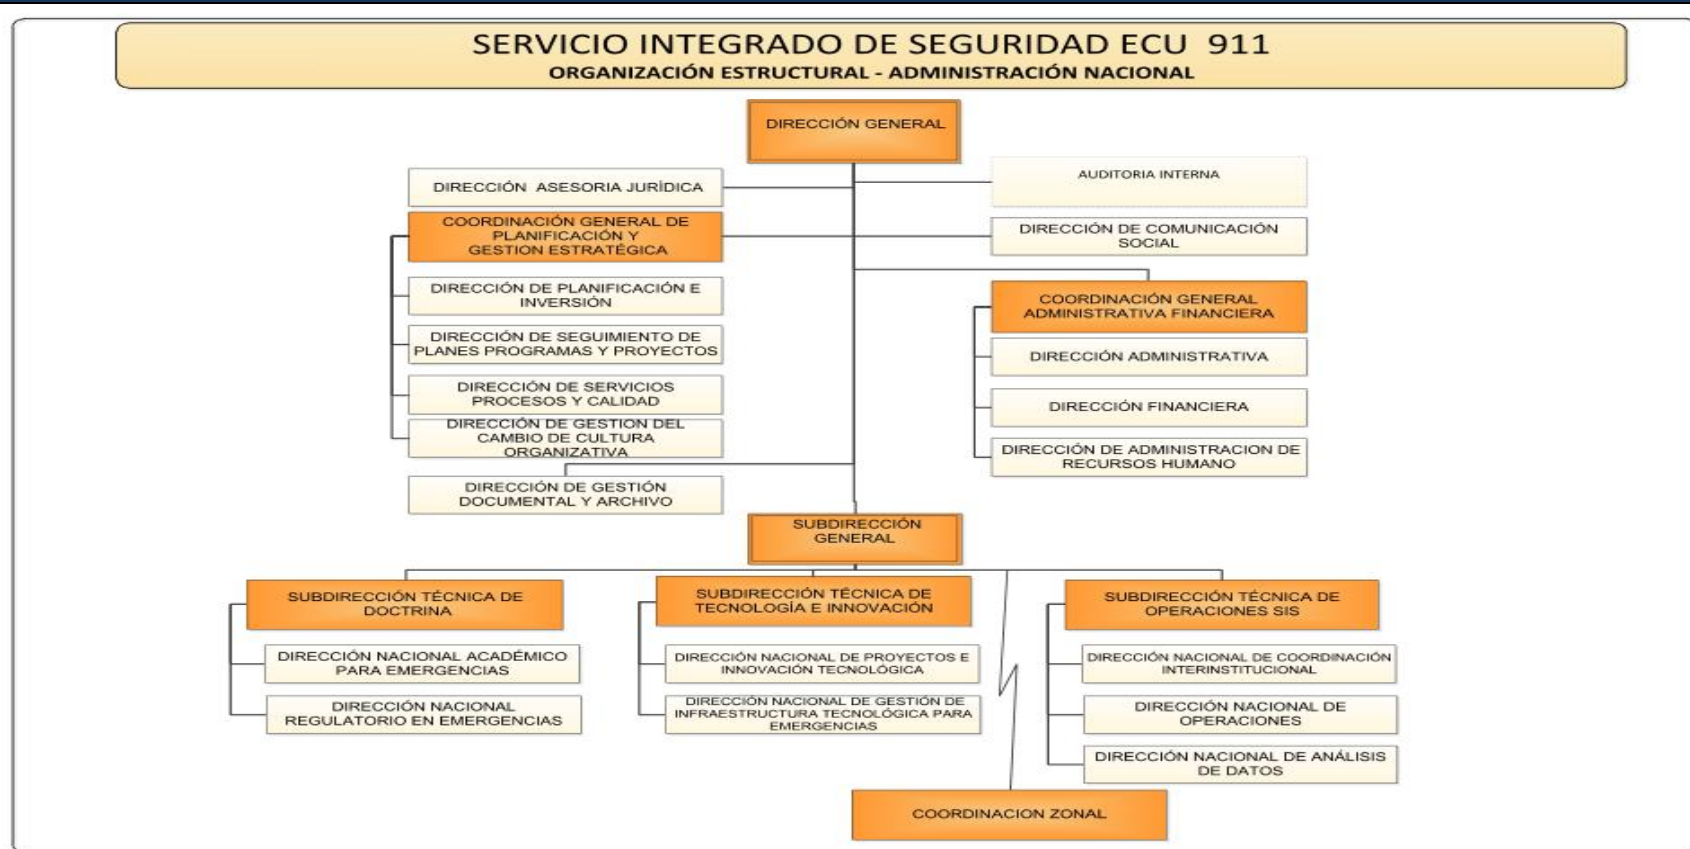 SERVICIO INTEGRADO DE SEGURIDAD ECU 911
ORGANIZACIÓN ESTRUCTURAL - ADMINISTRACIÓN NACIONAL
DIRECCIÓN GENERAL
DIRECCIÓN ASESORIA JURÌDICA
AUDITORIA INTERNA
COORDINACIÓN GENERAL DE
PLANIFICACIÓN Y
GESTION ESTRATÉGICA
DIRECCIÓN DE COMUNICACIÓN
SOCIAL
DIRECCIÓN DE PLANIFICACIÓN E
INVERSIÓN
DIRECCIÓN DE SEGUIMIENTO DE
PLANES PROGRAMAS Y PROYECTOS
DIRECCIÓN DE SERVICIOS
PROCESOS Y CALIDAD
DIRECCIÓN DE GESTION DEL
CAMBIO DE CULTURA
ORGANIZATIVA
DIRECCIÓN DE GESTIÓN
DOCUMENTAL Y ARCHIVO
COORDINACIÓN GENERAL
ADMINISTRATIVA FINANCIERA
DIRECCIÓN ADMINISTRATIVA
DIRECCIÓN FINANCIERA
DIRECCIÓN DE ADMINISTRACION DE
RECURSOS HUMANO
SUBDIRECCIÓN
GENERAL
SUBDIRECCIÓN TÉCNICA DE
DOCTRINA
DIRECCIÓN NACIONAL ACADÉMICO
PARA EMERGENCIAS
DIRECCIÓN NACIONAL
REGULATORIO EN EMERGENCIAS
SUBDIRECCIÓN TÉCNICA DE
TECNOLOGÍA E INNOVACIÓN
DIRECCIÓN NACIONAL DE PROYECTOS E
INNOVACIÓN TECNOLÓGICA
DIRECCIÓN NACIONAL DE GESTIÓN DE
INFRAESTRUCTURA TECNOLÓGICA PARA
EMERGENCIAS
SUBDIRECCIÓN TÉCNICA DE
OPERACIONES SIS
DIRECCIÓN NACIONAL DE COORDINACIÓN
INTERINSTITUCIONAL
DIRECCIÓN NACIONAL DE
OPERACIONES
DIRECCIÓN NACIONAL DE ANÁLISIS
DE DATOS
COORDINACION ZONAL